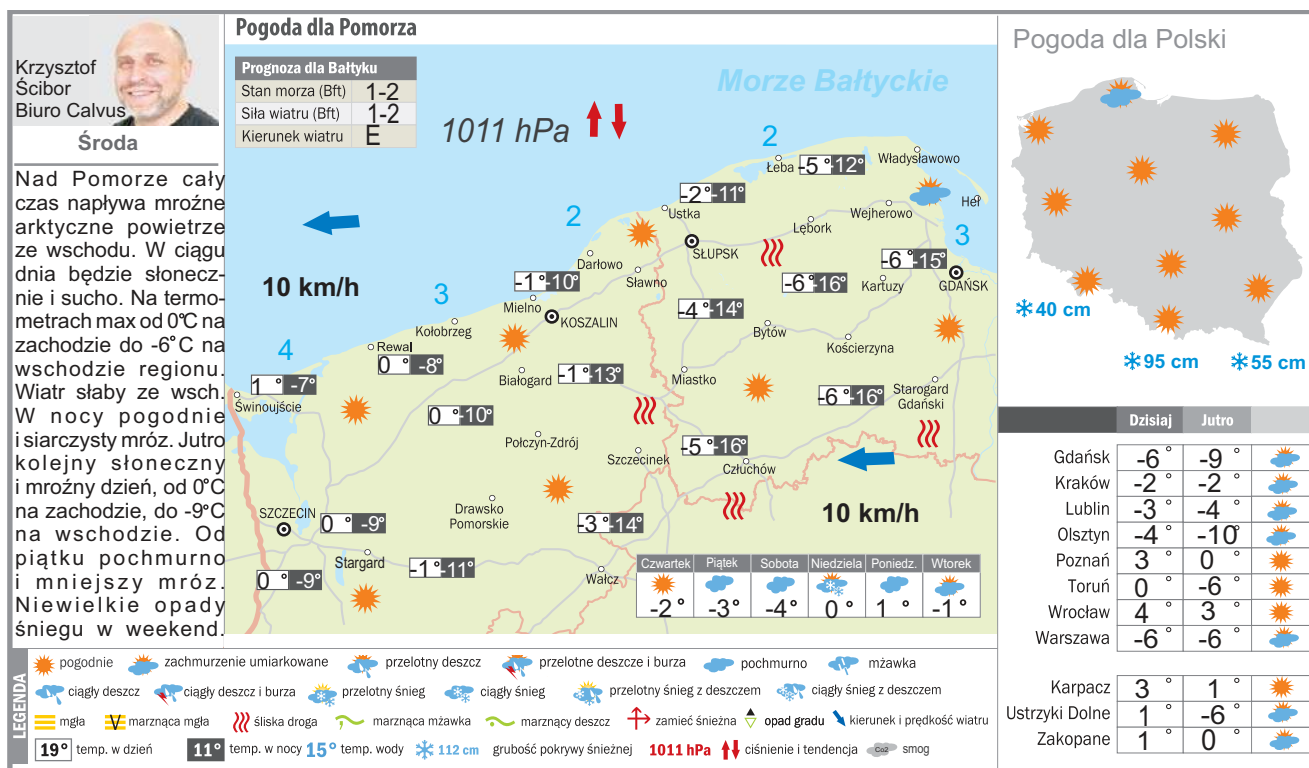 Krzysztof
Ścibor
Biuro Calvus
Środa
Nad Pomorze cały
czas napływa mroźne
arktyczne powietrze
ze wschodu. W ciągu
dnia będzie słonecz-
nie i sucho. Na termo-
metrach max od 0°C na
zachodzie do -6°C na
wschodzie regionu.
Wiatr słaby ze wsch.
W nocy pogodnie
i siarczysty mróz. Jutro
kolejny słoneczny
i mroźny dzień, od 0°C
na zachodzie, do -9°C
na wschodzie. Od
piątku pochmurno
i mniejszy mróz.
Niewielkie opady
śniegu w weekend.
Pogoda dla Pomorza
Prognoza dla Bałtyku
Stan morza (Bft) 1-2
Siła wiatru (Bft) 1-2
Kierunek wiatru E
1011 hPa
Morze Bałtyckie
2
Łeba -5° -12°
Władysławowo
Hel
-2° -11°
Ustka
Wejherowo
Lębork
2
3
SŁUPSK
-6° -15°
GDAŃSK
Darłowo
Sławno
10 km/h
-1° -10°
Mielno
KOSZALIN
-6° -16°
Kartuzy
3
Kołobrzeg
-4° -14°
Bytów
Kościerzyna
4
Rewal
0° -8°
Białogard
-1° -13°
Miastko
1° -7°
Świnoujście
-6° -16°
Starogard
Gdański
0° -10°
Połczyn-Zdrój
Szczecinek
-5° -16°
Człuchów
10 km/h
Drawsko
Pomorskie
SZCZECIN
0° -9°
-3° -14°
Stargard
-1° -11°
0° -9°
Wałcz
Czwartek Piątek Sobota Niedziela Poniedz. Wtorek
-2° -3° -4° 0° 1° -1°
Pogoda dla Polski
40 cm
95 cm
55 cm
Dzisiaj Jutro
Gdańsk -6° -9°
Kraków -2° -2°
Lublin -3° -4°
Olsztyn -4° -10°
Poznań 3° 0°
Toruń 0° -6°
Wrocław 4° 3°
Warszawa -6° -6°
Karpacz 3° 1°
Ustrzyki Dolne 1° -6°
Zakopane 1° 0°
LEGENDA
pogodnie zachmurzenie umiarkowane przelotny deszcz przelotne deszcze i burza pochmurno mżawka
ciągły deszcz ciągły deszcz i burza przelotny śnieg ciągły śnieg przelotny śnieg z deszczem ciągły śnieg z deszczem
mgła marznąca mgła śliska droga marznąca mżawka marznący deszcz zamieć śnieżna opad gradu kierunek i prędkość wiatru
19° temp. w dzień 11° temp. w nocy 15° temp. wody 112 cm grubość pokrywy śnieżnej 1011 hPa ciśnienie i tendencja Co2 smog